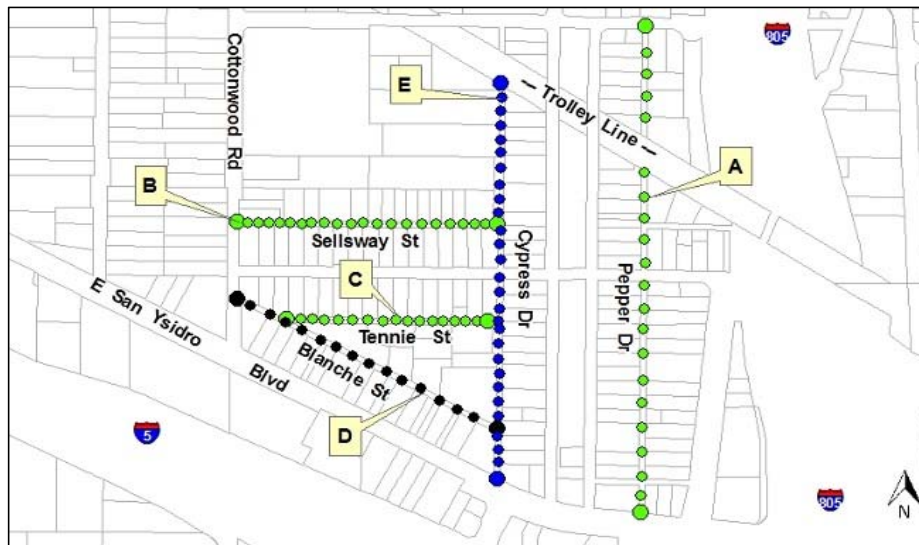 805
Cottonwood Rd
E
— Trolley Line —
A
B
Sellsway St
Cypress Dr
Pepper Dr
C
E San Ysidro Blvd
Tennie St
Blanche St
D
5
805
N